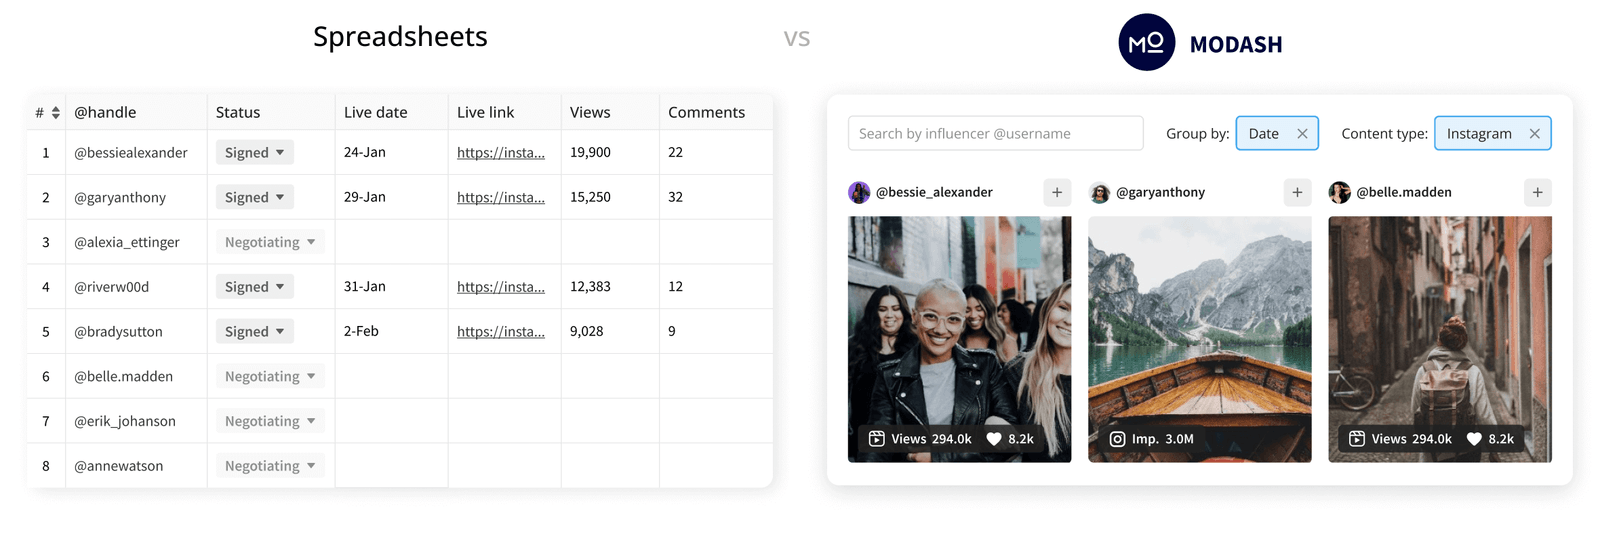 Spreadsheets
vs
MO
MODASH
# @handle Status Live date Live link Views Comments
1 @bessiealexander Signed 24-Jan https://insta... 19,900 22
2 @garyanthony Signed 29-Jan https://insta... 15,250 32
3 @alexia_ettinger Negotiating
4 @riverw00d Signed 31-Jan https://insta... 12,383 12
5 @bradysutton Signed 2-Feb https://insta... 9,028 9
6 @belle.madden Negotiating
7 @erik_johanson Negotiating
8 @annewatson Negotiating
Search by influencer @username Group by: Date Content type: Instagram
@bessie_alexander + @garyanthony + @belle.madden +
Views 294.0k 8.2k Imp. 3.0M Views 294.0k 8.2k